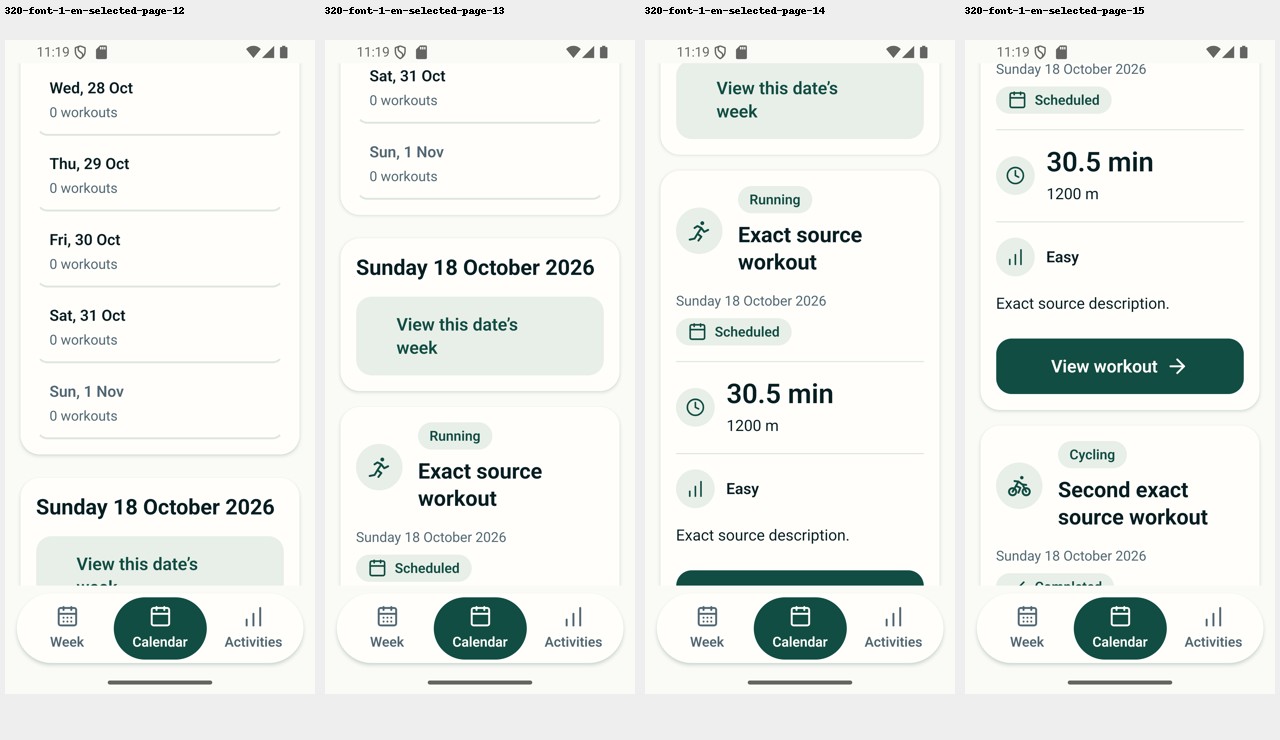 320-font-1-en-selected-page-12
11:19
Wed, 28 Oct
0 workouts
Thu, 29 Oct
0 workouts
Fri, 30 Oct
0 workouts
Sat, 31 Oct
0 workouts
Sun, 1 Nov
0 workouts
Sunday 18 October 2026
View this date’s
week
Week
Calendar
Activities
320-font-1-en-selected-page-13
11:19
Sat, 31 Oct
0 workouts
Sun, 1 Nov
0 workouts
Sunday 18 October 2026
View this date’s
week
Running
Exact source
workout
Sunday 18 October 2026
Scheduled
Week
Calendar
Activities
320-font-1-en-selected-page-14
11:19
View this date’s
week
Running
Exact source
workout
Sunday 18 October 2026
Scheduled
30.5 min
1200 m
Easy
Exact source description.
Week
Calendar
Activities
320-font-1-en-selected-page-15
11:19
Sunday 18 October 2026
Scheduled
30.5 min
1200 m
Easy
Exact source description.
View workout
Cycling
Second exact
source workout
Sunday 18 October 2026
Completed
Week
Calendar
Activities